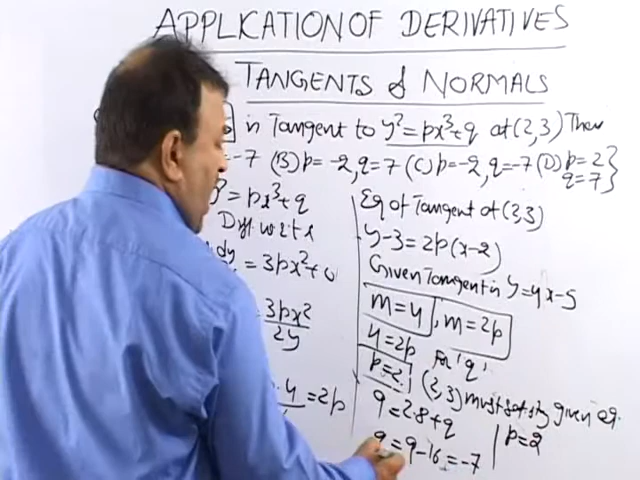 APPLICATION OF DERIVATIVES
TANGENTS & NORMALS
is Tangent to y² = px³+q at (2,3) Then
= -7 (B) p = -2, q = 7 (C) p = -2, q = -7 (D) p = 2
q = 7}
= px³+q
Diff w.r.t x
dy = 3px²+0
3px²
2y
4 = 2p
Eq of Tangent at (2,3)
y-3 = 2p(x-2)
Given Tangent is y = 4x-5
m = 4, m = 2p
4 = 2p
p = 2. For 'q'
(2,3) must satisfy given eq.
9 = 2·8+q | p = 2
q = 9-16 = -7